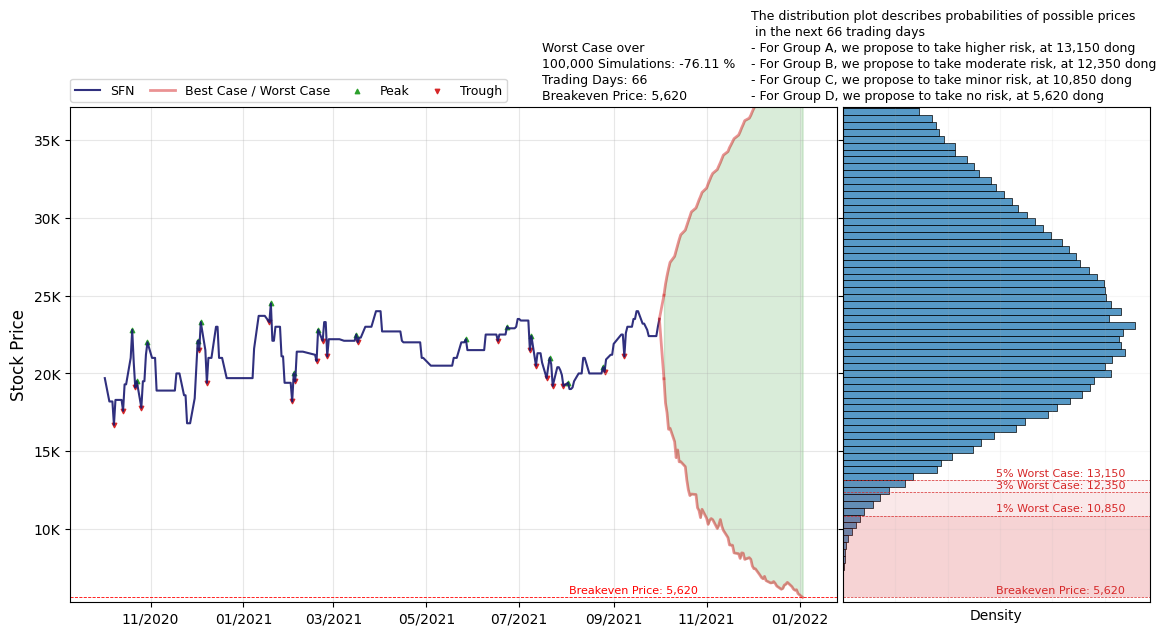 The distribution plot describes probabilities of possible prices
in the next 66 trading days
- For Group A, we propose to take higher risk, at 13,150 dong
- For Group B, we propose to take moderate risk, at 12,350 dong
- For Group C, we propose to take minor risk, at 10,850 dong
- For Group D, we propose to take no risk, at 5,620 dong
Worst Case over
100,000 Simulations: -76.11 %
Trading Days: 66
Breakeven Price: 5,620
SFN
Best Case / Worst Case
Peak
Trough
Stock Price
35K
30K
25K
20K
15K
10K
5% Worst Case: 13,150
3% Worst Case: 12,350
1% Worst Case: 10,850
Breakeven Price: 5,620
Breakeven Price: 5,620
11/2020
01/2021
03/2021
05/2021
07/2021
09/2021
11/2021
01/2022
Density